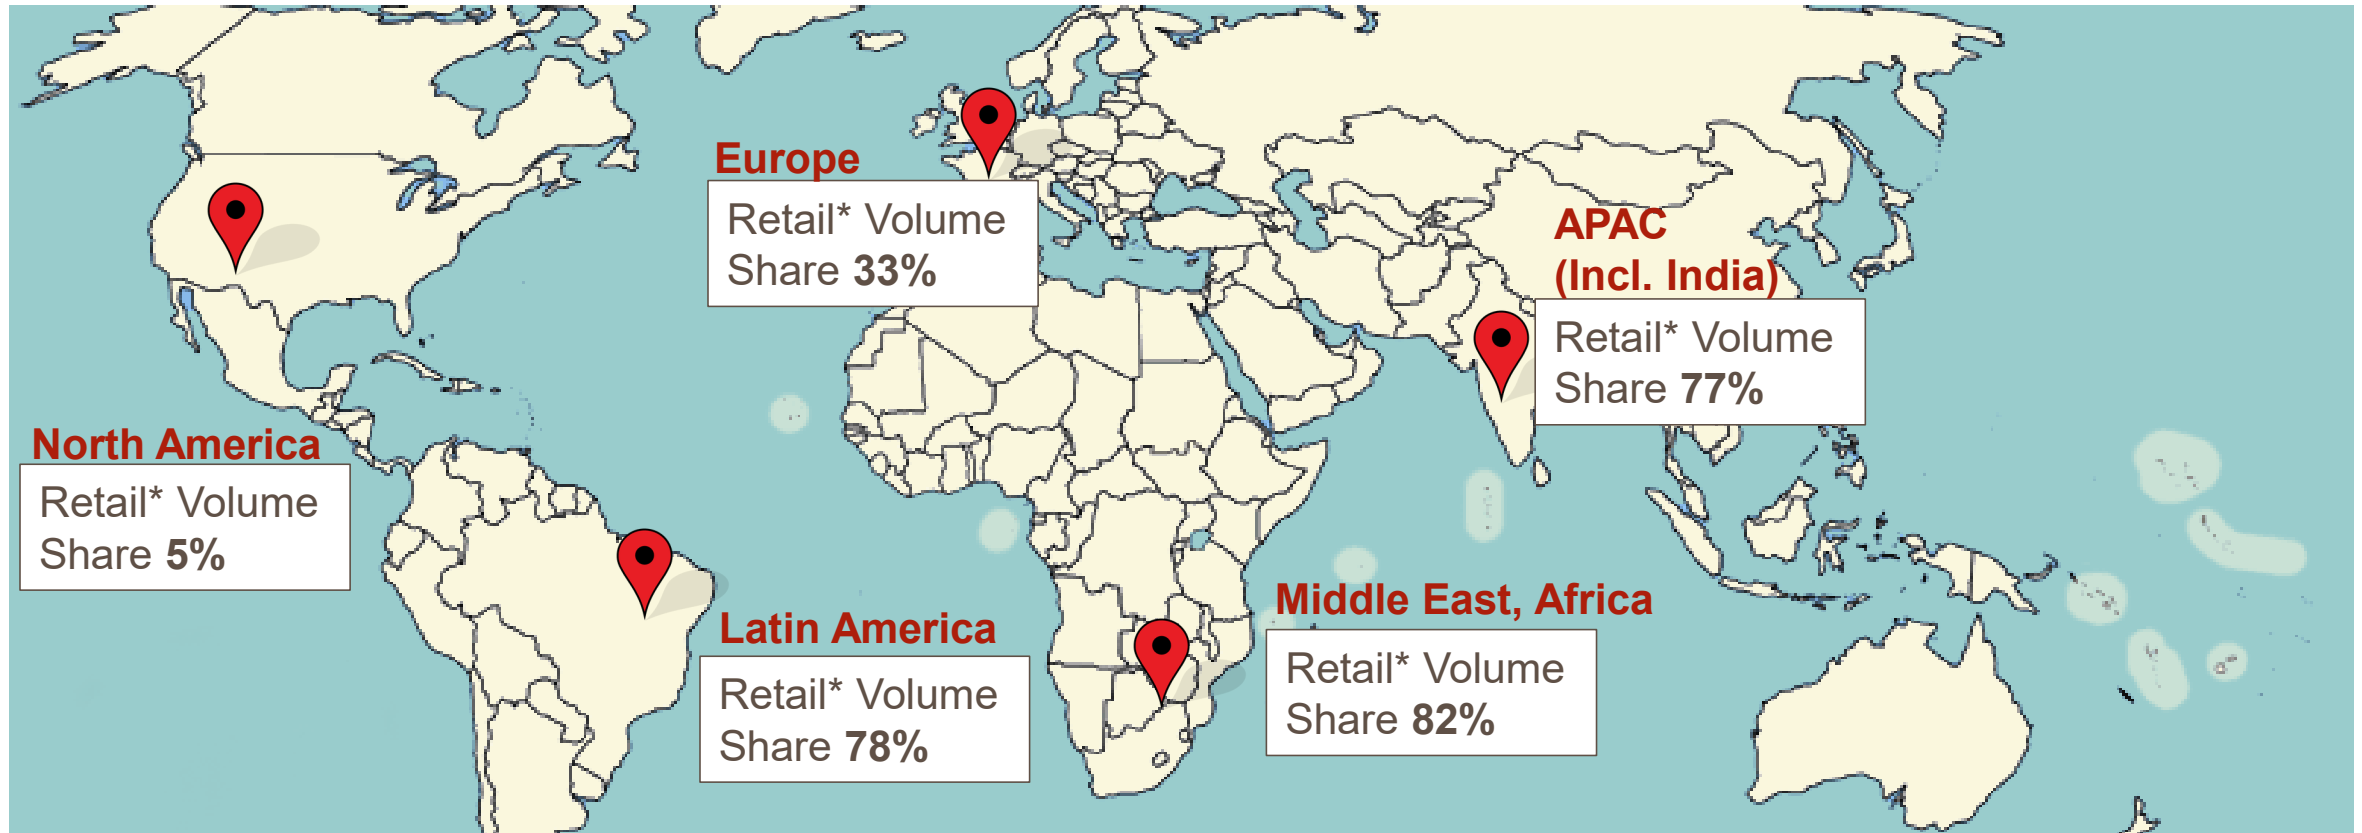 Europe
Retail* Volume
Share 33%
APAC
(Incl. India)
Retail* Volume
Share 77%
North America
Retail* Volume
Share 5%
Latin America
Retail* Volume
Share 78%
Middle East, Africa
Retail* Volume
Share 82%